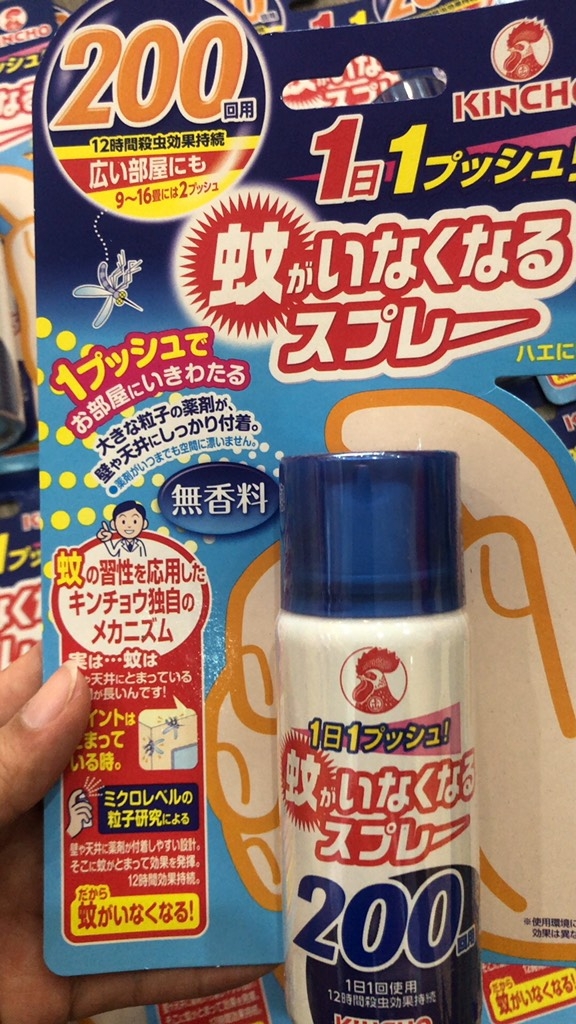 200回用
12時間殺虫効果持続
広い部屋にも
9〜16畳には2プッシュ
KINCHO
1日1プッシュ!
蚊がいなくなる
スプレー
ハエに
1プッシュで
お部屋にいきわたる
大きな粒子の薬剤が、
壁や天井にしっかり付着。
●薬剤がいつまでも空間に漂いません。
無香料
蚊の習性を応用した
キンチョウ独自の
メカニズム
実は…蚊は
や天井にとまっている
が長いんです!
イントは
まって
いる時。
ミクロレベルの
粒子研究による
壁や天井に薬剤が付着しやすい設計。
そこに蚊がとまって効果を発揮。
12時間効果持続。
だから
蚊がいなくなる!
1日1プッシュ!
蚊がいなくなる
スプレー
200回用
1日1回使用
12時間殺虫効果持続
KINCHO
※使用環境に
効果は異な
だから
蚊がいなくなる!